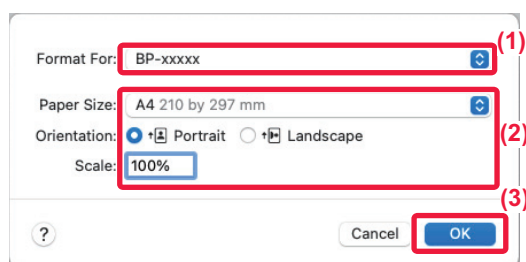 (1)
Format For: BP-xxxxx
Paper Size: A4 210 by 297 mm
Orientation: Portrait Landscape
(2)
Scale: 100%
(3)
? Cancel OK